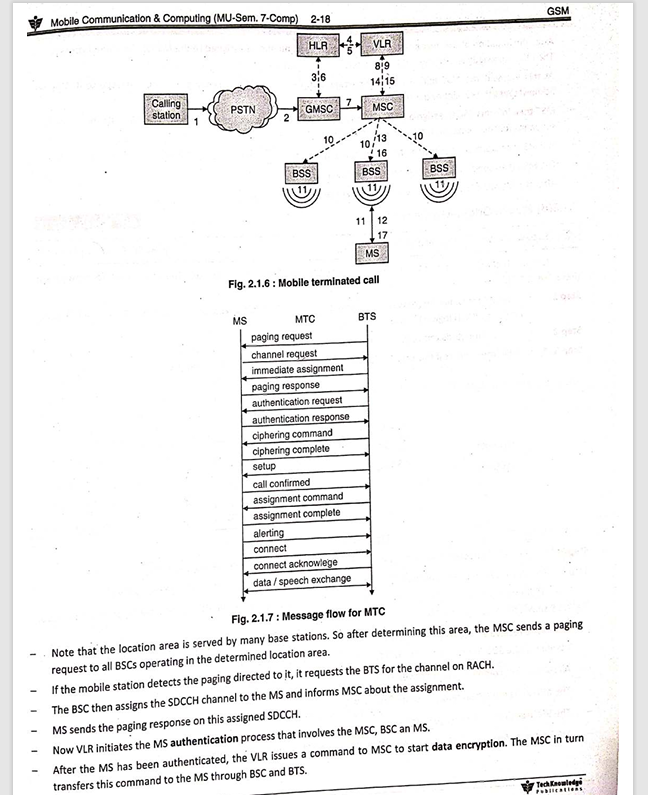 Mobile Communication & Computing (MU-Sem. 7-Comp) 2-18
GSM
HLR
4
5
VLR
3 6
8 9
14 15
Calling
station
1
PSTN
2
GMSC
7
MSC
10
10
13
16
10
BSS
BSS
BSS
11
11
11
11
12
17
MS
Fig. 2.1.6 : Mobile terminated call
MS
MTC
BTS
paging request
channel request
immediate assignment
paging response
authentication request
authentication response
ciphering command
ciphering complete
setup
call confirmed
assignment command
assignment complete
alerting
connect
connect acknowlege
data / speech exchange
Fig. 2.1.7 : Message flow for MTC
– Note that the location area is served by many base stations. So after determining this area, the MSC sends a paging
request to all BSCs operating in the determined location area.
– If the mobile station detects the paging directed to it, it requests the BTS for the channel on RACH.
– The BSC then assigns the SDCCH channel to the MS and informs MSC about the assignment.
– MS sends the paging response on this assigned SDCCH.
– Now VLR initiates the MS authentication process that involves the MSC, BSC an MS.
– After the MS has been authenticated, the VLR issues a command to MSC to start data encryption. The MSC in turn
transfers this command to the MS through BSC and BTS.
TechKnowledge
Publications